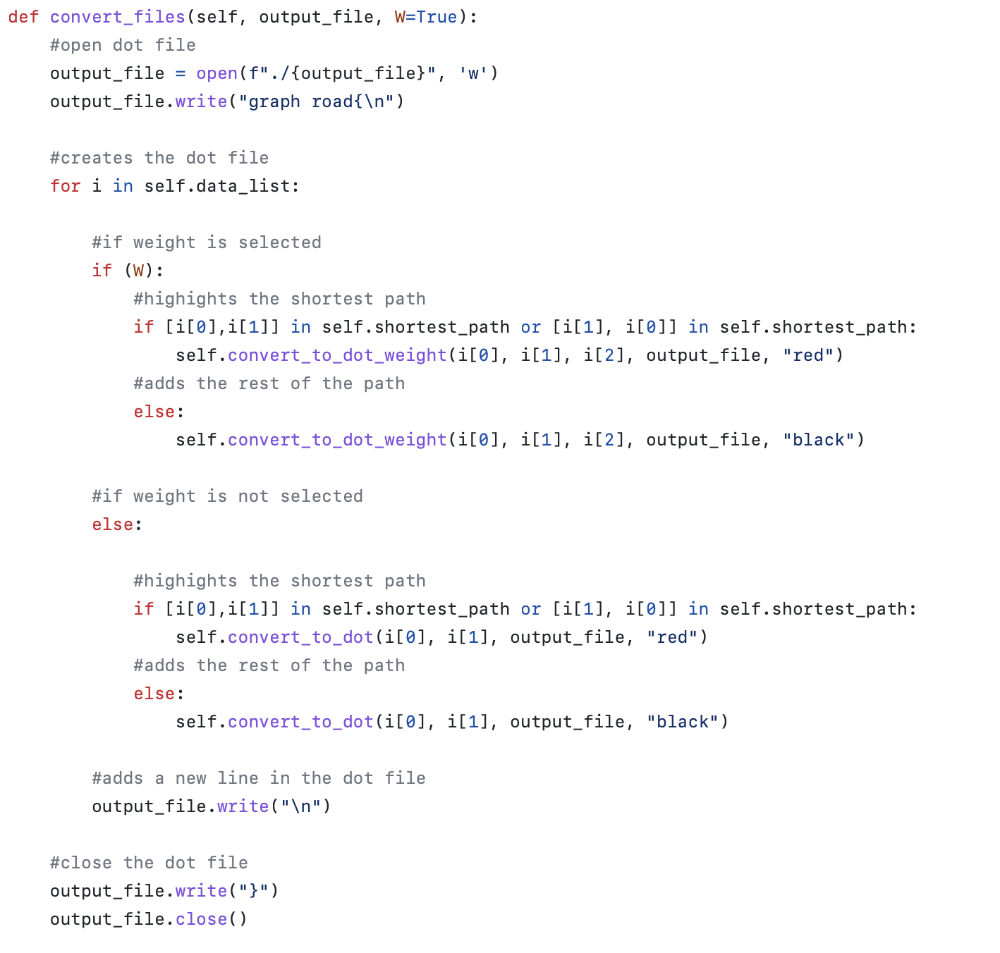 def convert_files(self, output_file, W=True):
    #open dot file
    output_file = open(f"./{output_file}", 'w')
    output_file.write("graph road{\n")

    #creates the dot file
    for i in self.data_list:

        #if weight is selected
        if (W):
            #highights the shortest path
            if [i[0],i[1]] in self.shortest_path or [i[1], i[0]] in self.shortest_path:
                self.convert_to_dot_weight(i[0], i[1], i[2], output_file, "red")
            #adds the rest of the path
            else:
                self.convert_to_dot_weight(i[0], i[1], i[2], output_file, "black")

        #if weight is not selected
        else:

            #highights the shortest path
            if [i[0],i[1]] in self.shortest_path or [i[1], i[0]] in self.shortest_path:
                self.convert_to_dot(i[0], i[1], output_file, "red")
            #adds the rest of the path
            else:
                self.convert_to_dot(i[0], i[1], output_file, "black")

        #adds a new line in the dot file
        output_file.write("\n")

    #close the dot file
    output_file.write("}")
    output_file.close()